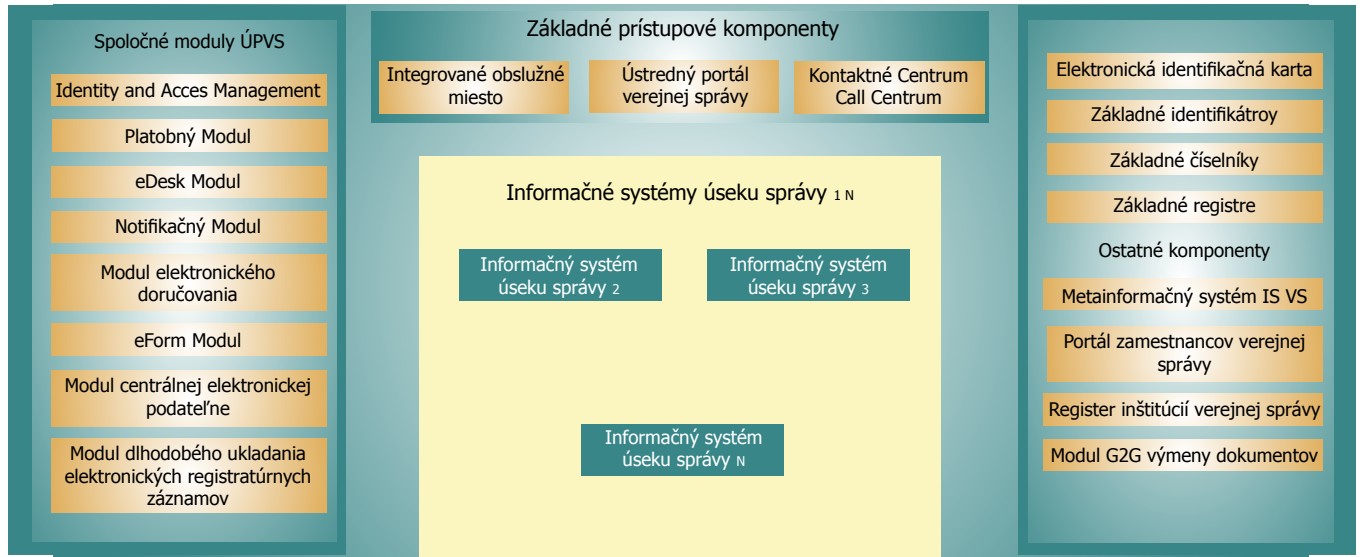 Spoločné moduly ÚPVS
Identity and Acces Management
Platobný Modul
eDesk Modul
Notifikačný Modul
Modul elektronického
doručovania
eForm Modul
Modul centrálnej elektronickej
podateľne
Modul dlhodobého ukladania
elektronických registratúrnych
záznamov
Základné prístupové komponenty
Integrované obslužné
miesto
Ústredný portál
verejnej správy
Kontaktné Centrum
Call Centrum
Informačné systémy úseku správy 1 N
Informačný systém
úseku správy 2
Informačný systém
úseku správy 3
Informačný systém
úseku správy N
Elektronická identifikačná karta
Základné identifikátroy
Základné číselníky
Základné registre
Ostatné komponenty
Metainformačný systém IS VS
Portál zamestnancov verejnej
správy
Register inštitúcií verejnej správy
Modul G2G výmeny dokumentov